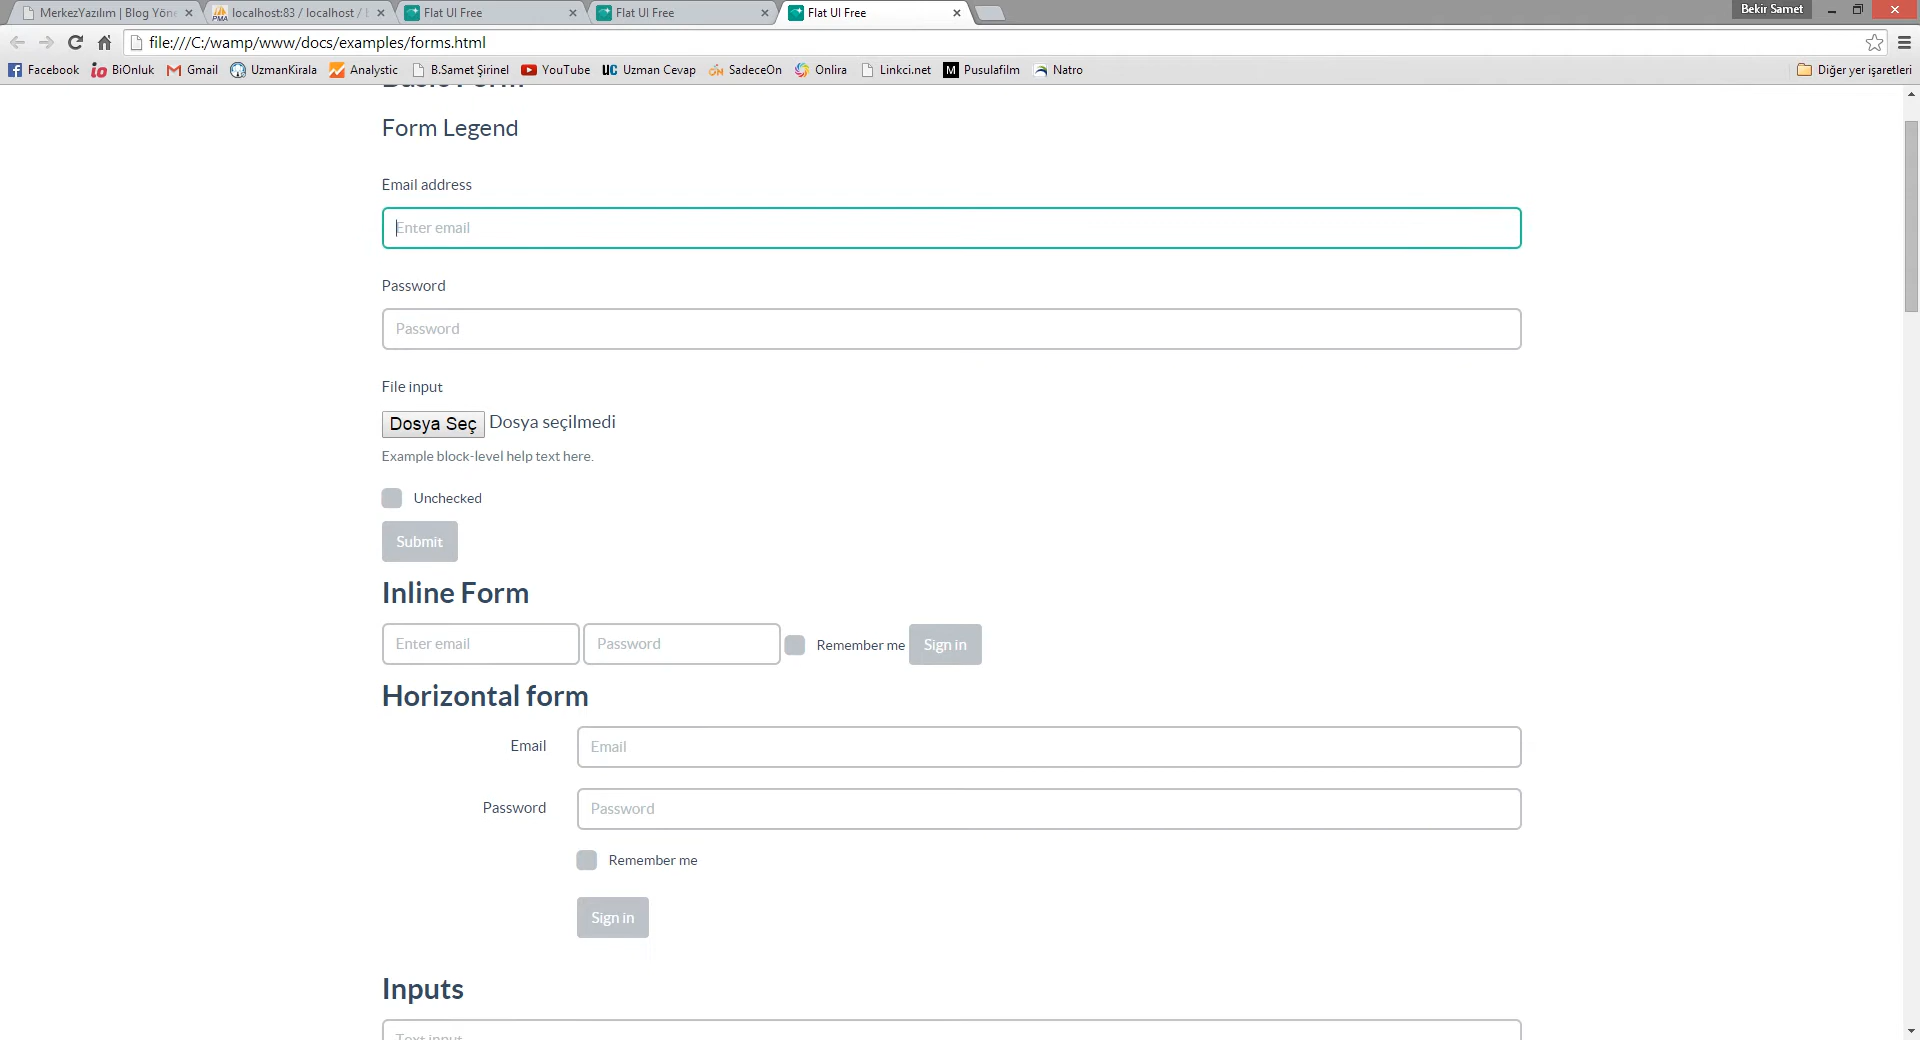 MerkezYazılım | Blog Yöne
localhost:83 / localhost /
Flat UI Free
Flat UI Free
Flat UI Free
Bekir Samet
file:///C:/wamp/www/docs/examples/forms.html
Facebook
BiOnluk
Gmail
UzmanKirala
Analystic
B.Samet Şirinel
YouTube
UC Uzman Cevap
SadeceOn
Onlira
Linkci.net
M Pusulafilm
Natro
Diğer yer işaretleri
Form Legend
Email address
Enter email
Password
Password
File input
Dosya Seç Dosya seçilmedi
Example block-level help text here.
Unchecked
Submit
Inline Form
Enter email
Password
Remember me
Sign in
Horizontal form
Email
Email
Password
Password
Remember me
Sign in
Inputs
Text input